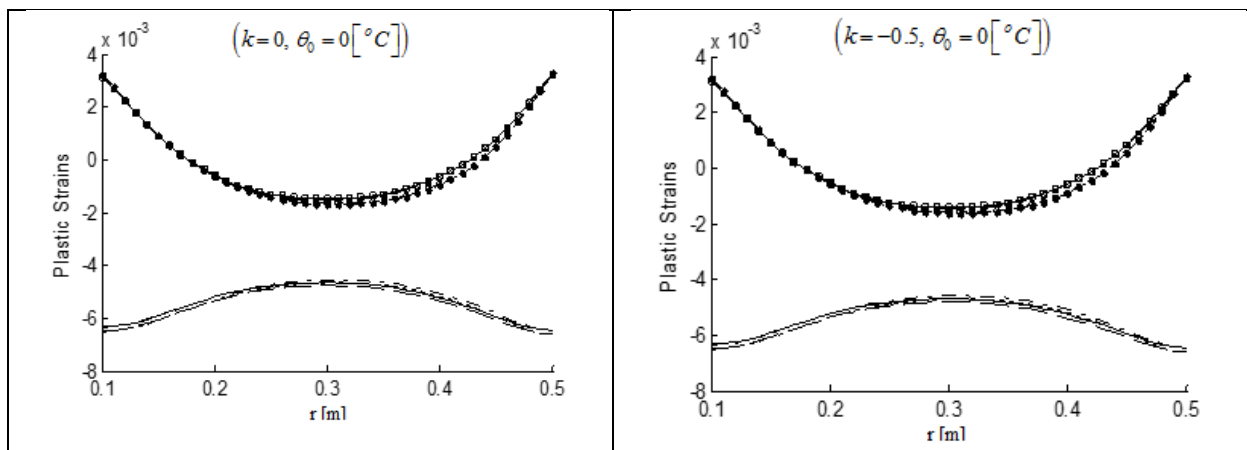 x 10⁻³
(k=0, θ₀ = 0[°C])
4
2
0
-2
-4
-6
-8
Plastic Strains
0.1 0.2 0.3 0.4 0.5
r [m]
x 10⁻³
(k=−0.5, θ₀ = 0[°C])
4
2
0
-2
-4
-6
-8
Plastic Strains
0.1 0.2 0.3 0.4 0.5
r [m]